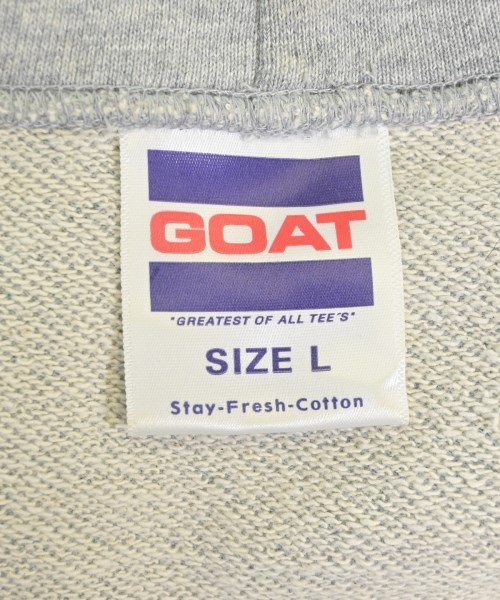 GOAT
"GREATEST OF ALL TEE'S"
SIZE L
Stay-Fresh-Cotton